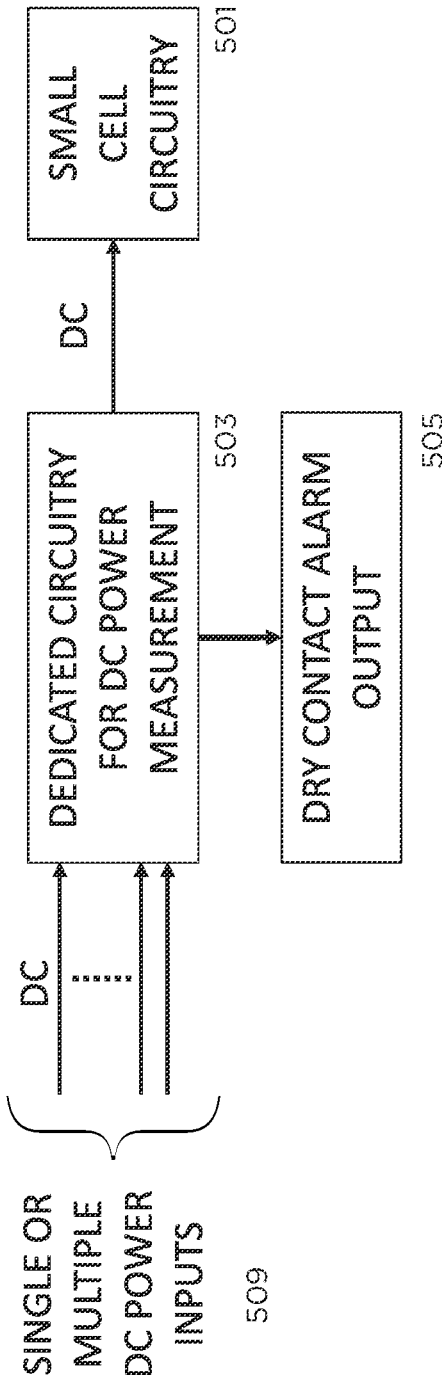 SINGLE OR
MULTIPLE
DC POWER
INPUTS
509
DC
DEDICATED CIRCUITRY
FOR DC POWER
MEASUREMENT
503
DC
SMALL
CELL
CIRCUITRY
501
DRY CONTACT ALARM
OUTPUT
505